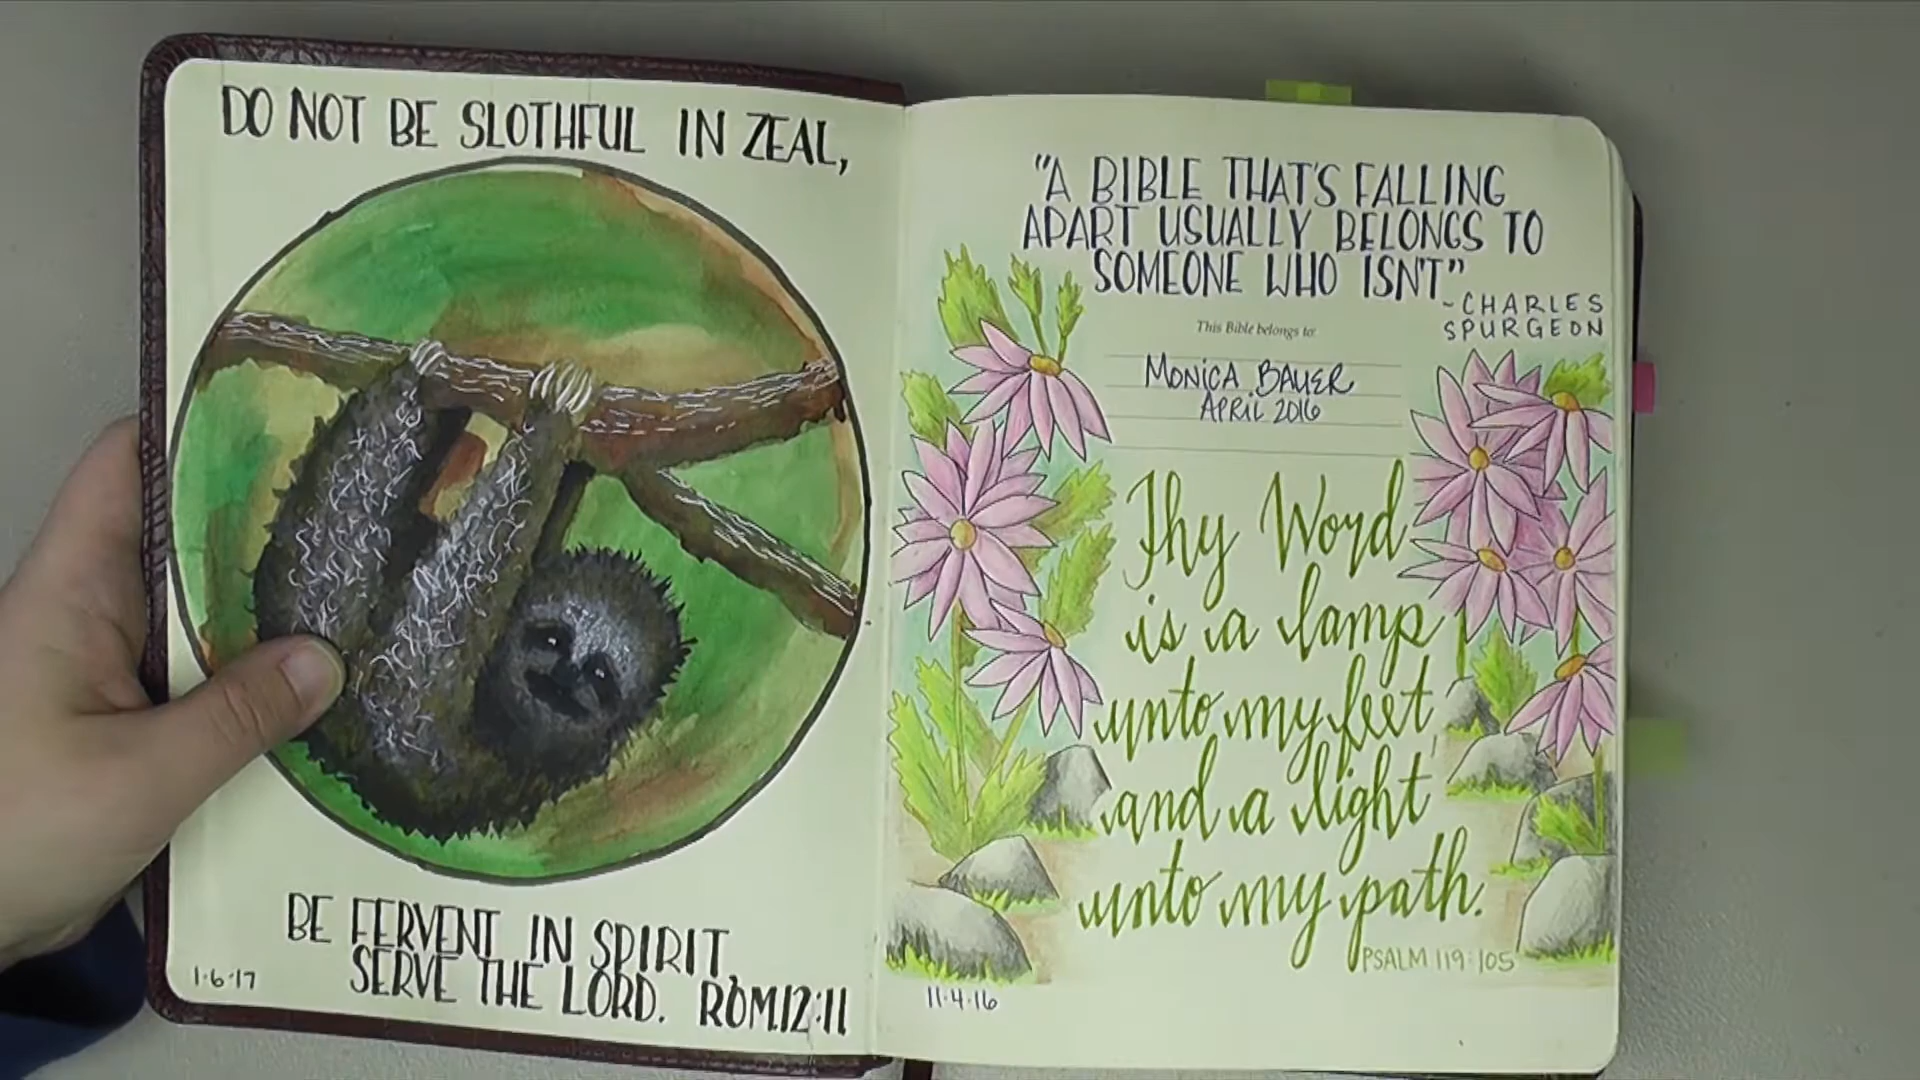 DO NOT BE SLOTHFUL IN ZEAL,
BE FERVENT IN SPIRIT,
SERVE THE LORD. ROM.12:11
1·6·17
"A BIBLE THAT'S FALLING
APART USUALLY BELONGS TO
SOMEONE WHO ISN'T"
~CHARLES
SPURGEON
This Bible belongs to:
MONICA BAUER
APRIL 2016
Thy Word
is a lamp
unto my feet
and a light
unto my path.
PSALM 119:105
11·4·16